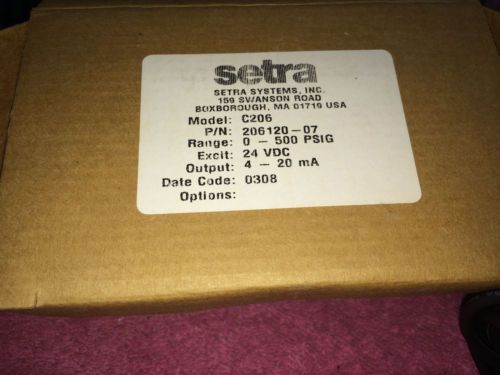 setra
SETRA SYSTEMS, INC.
159 SWANSON ROAD
BOXBOROUGH, MA 01719 USA
Model: C206
P/N: 206120-07
Range: 0 - 500 PSIG
Excit: 24 VDC
Output: 4 - 20 mA
Date Code: 0308
Options: